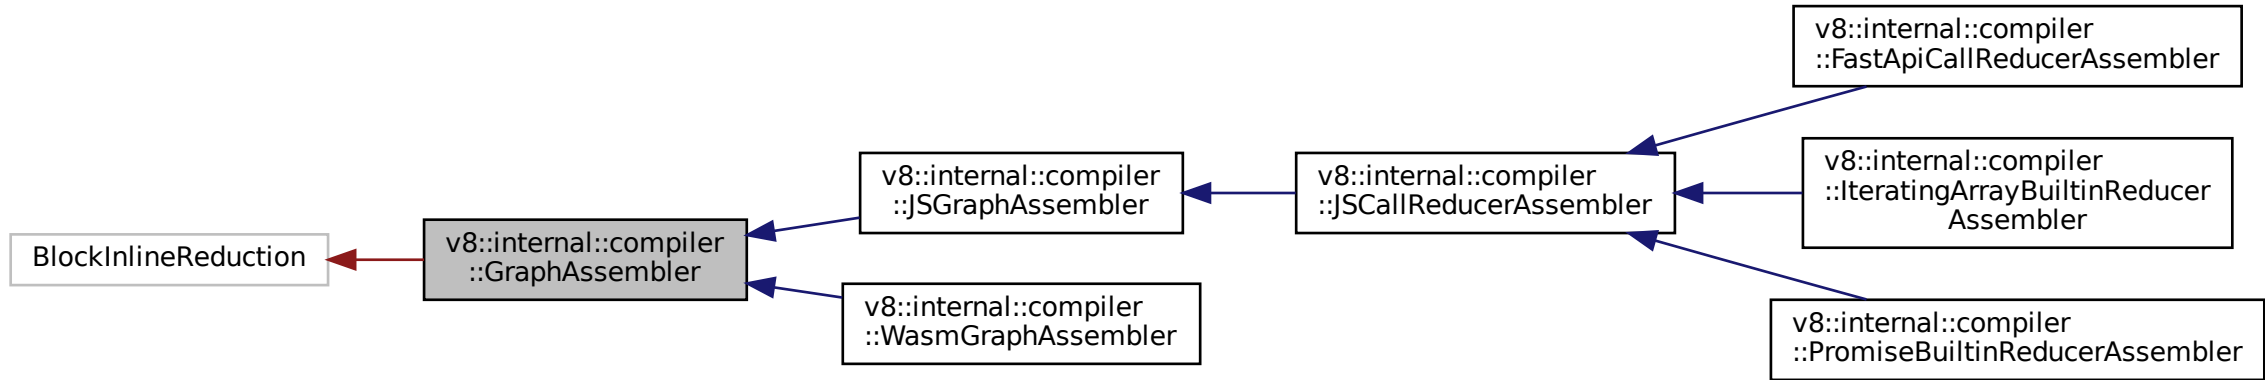 BlockInlineReduction
v8::internal::compiler
::GraphAssembler
v8::internal::compiler
::JSGraphAssembler
v8::internal::compiler
::WasmGraphAssembler
v8::internal::compiler
::JSCallReducerAssembler
v8::internal::compiler
::FastApiCallReducerAssembler
v8::internal::compiler
::IteratingArrayBuiltinReducer
Assembler
v8::internal::compiler
::PromiseBuiltinReducerAssembler